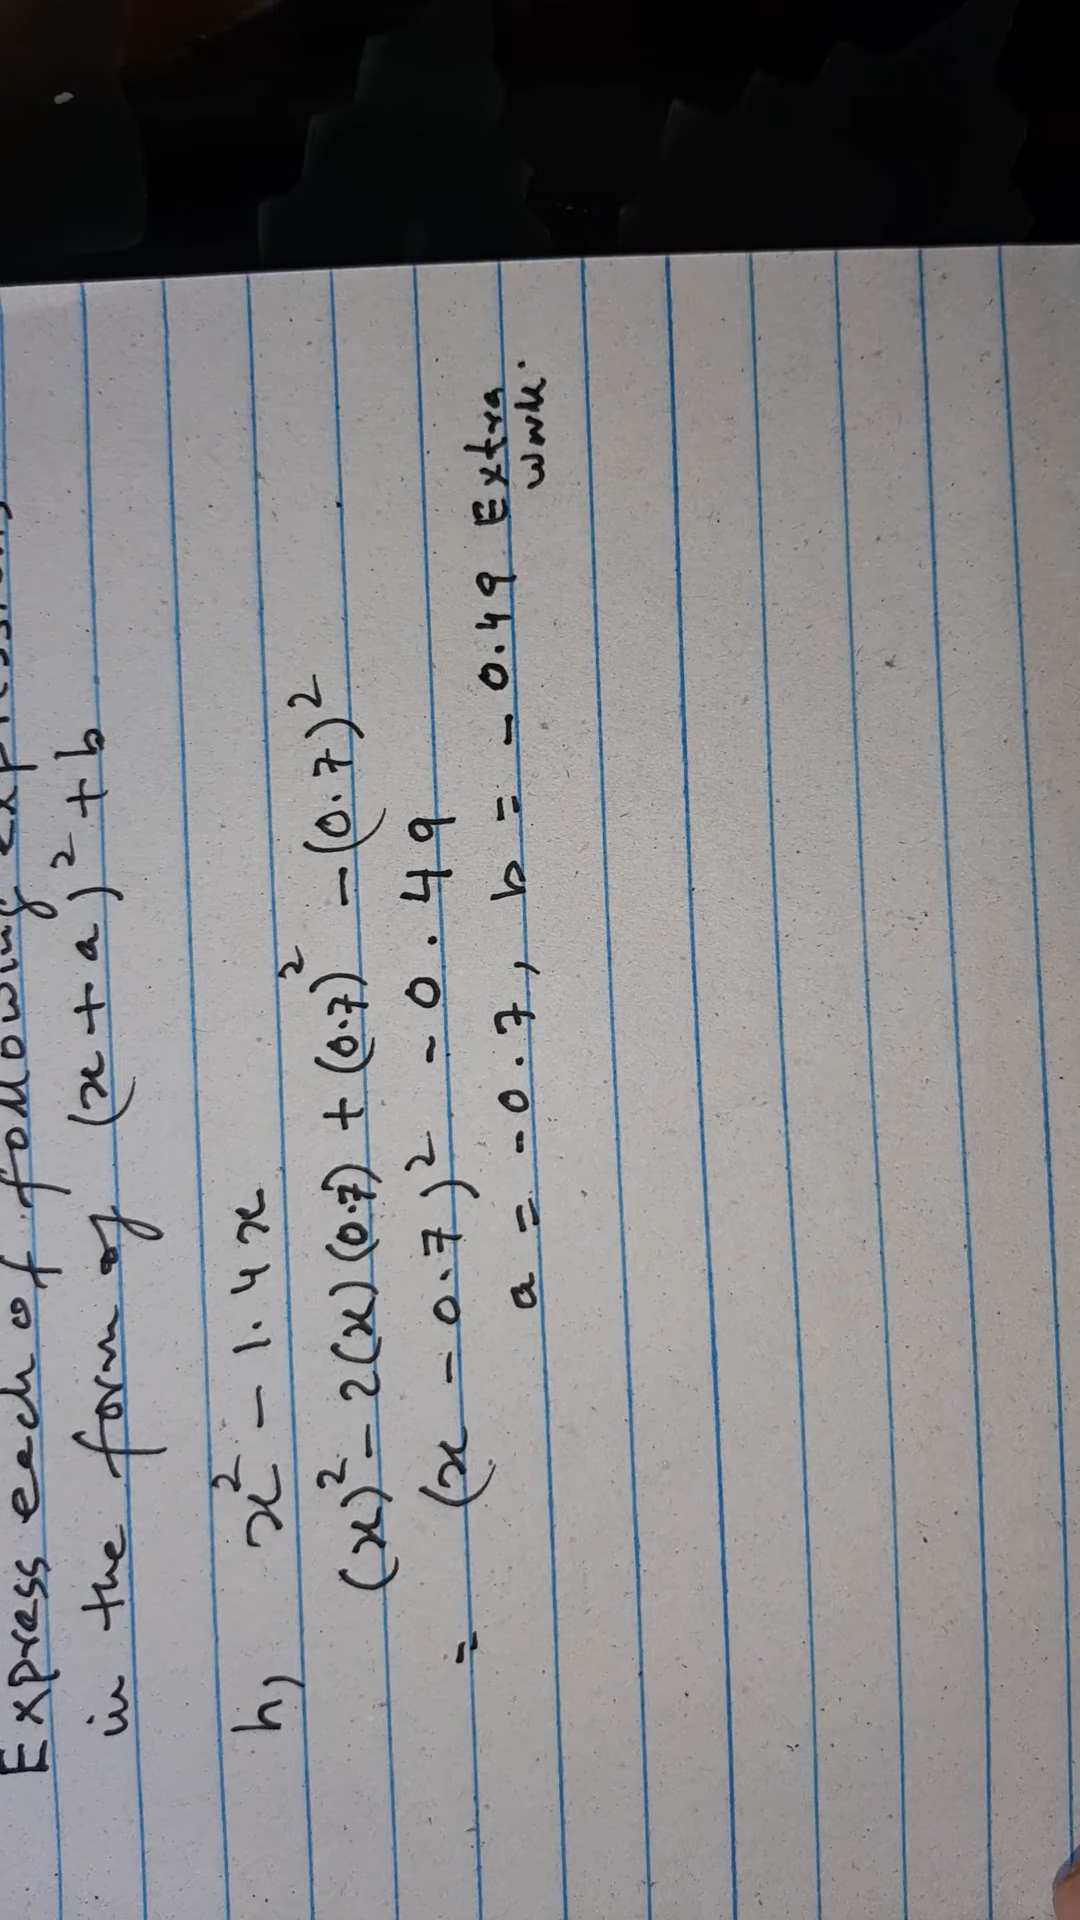 Express each of following expressions
in the form of (x + a)² + b
h, x² - 1.4x
(x)² - 2(x)(0.7) + (0.7)² - (0.7)²
= (x - 0.7)² - 0.49
a = -0.7, b = -0.49 Extra
work.